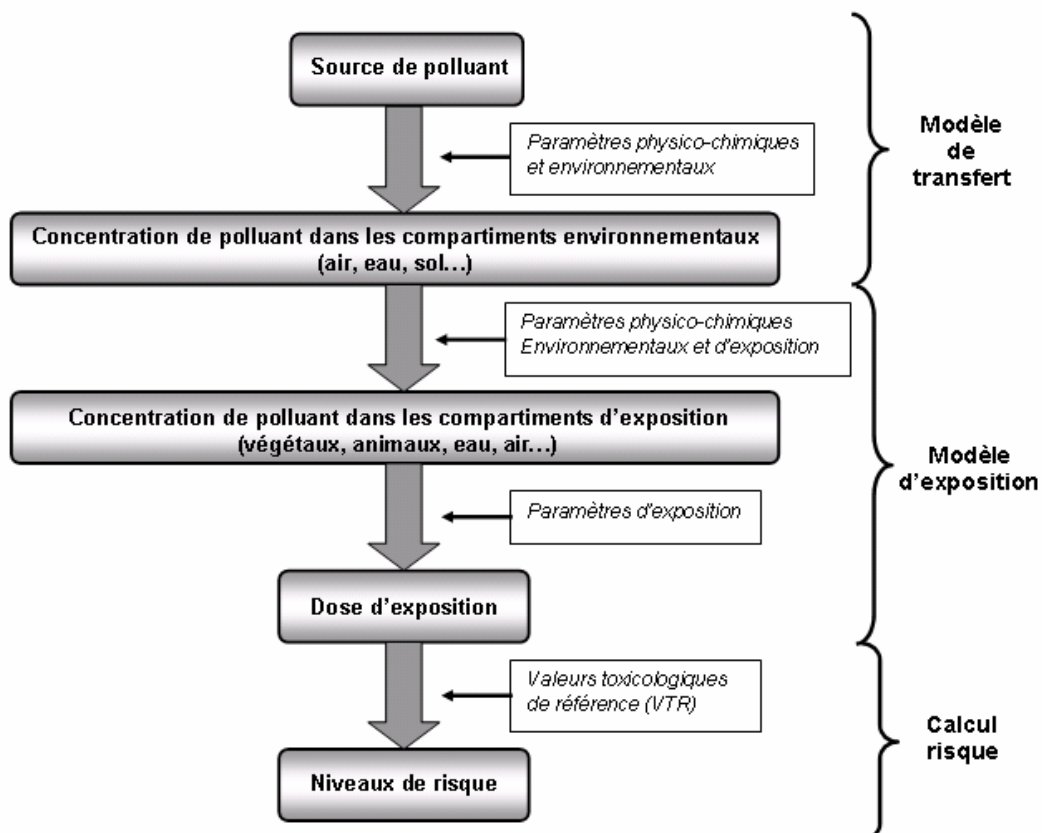 Source de polluant
Paramètres physico-chimiques
et environnementaux
Modèle
de
transfert
Concentration de polluant dans les compartiments environnementaux
(air, eau, sol...)
Paramètres physico-chimiques
Environnementaux et d'exposition
Concentration de polluant dans les compartiments d'exposition
(végétaux, animaux, eau, air...)
Modèle
d'exposition
Paramètres d'exposition
Dose d'exposition
Valeurs toxicologiques
de référence (VTR)
Calcul
risque
Niveaux de risque